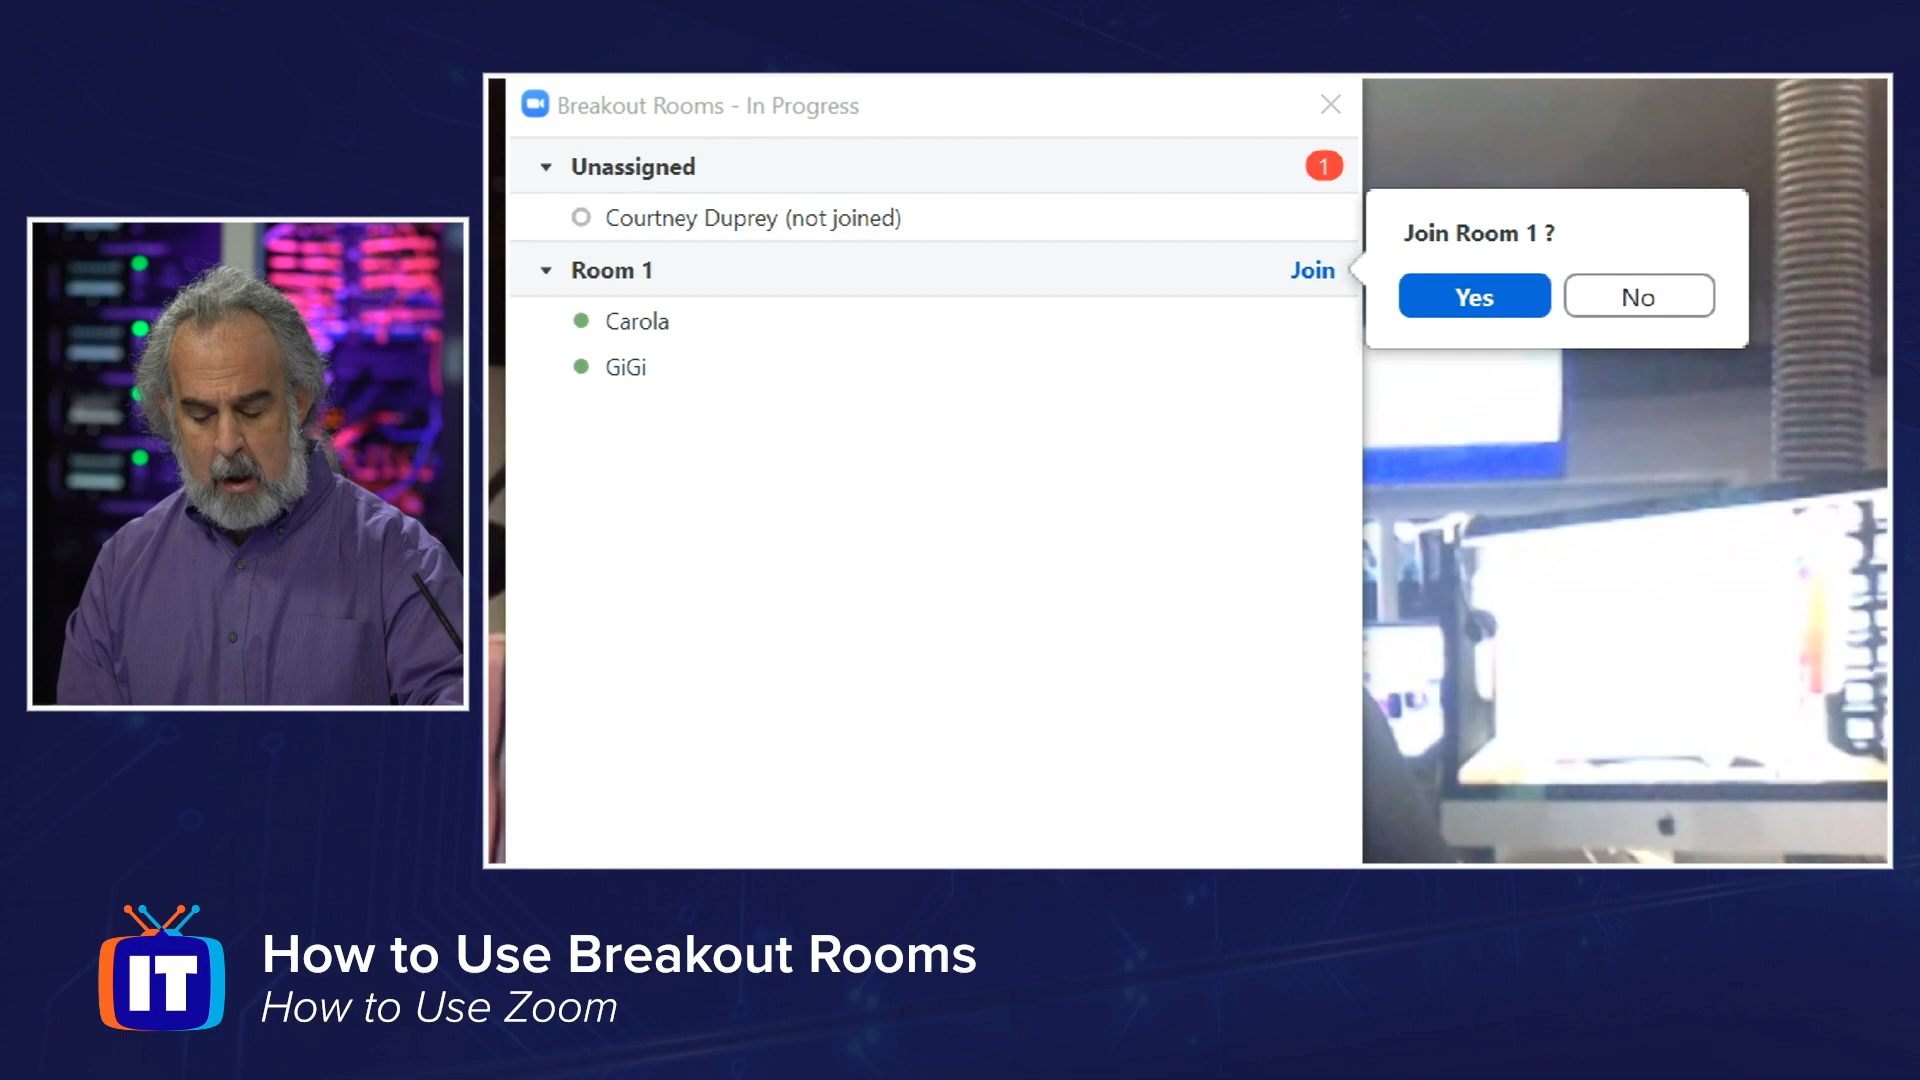 Breakout Rooms - In Progress
Unassigned
1
Courtney Duprey (not joined)
Room 1
Join
Carola
GiGi
Join Room 1 ?
Yes
No
IT
How to Use Breakout Rooms
How to Use Zoom